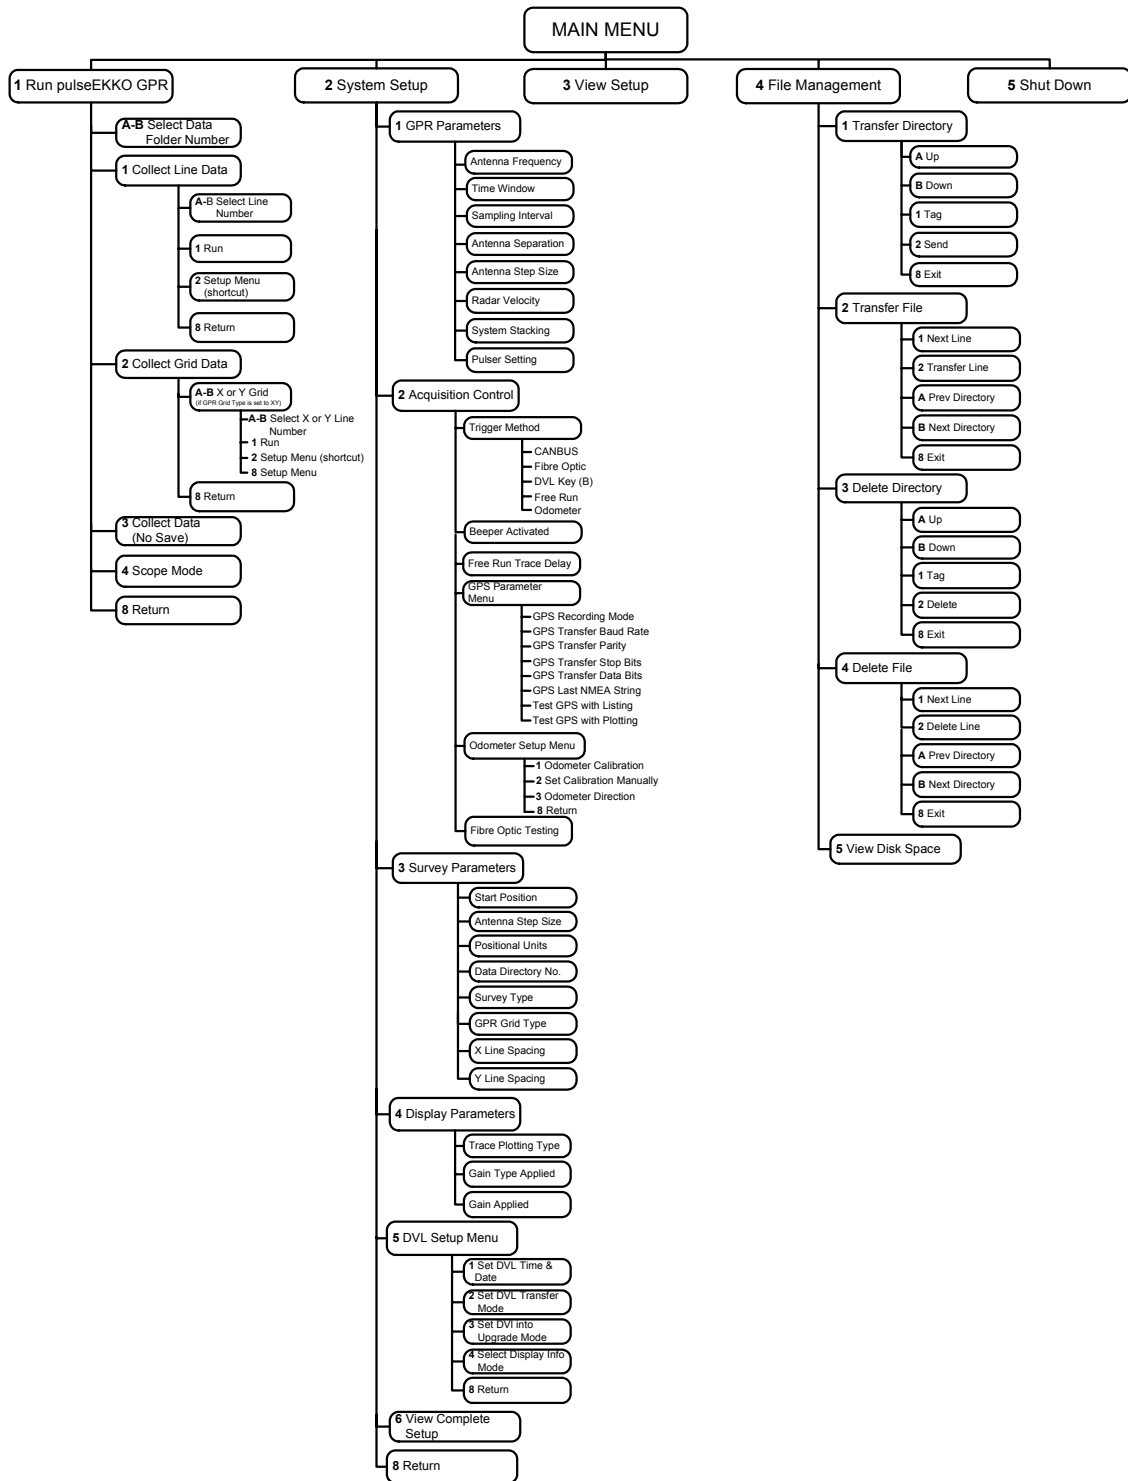 MAIN MENU
1 Run pulseEKKO GPR
A-B Select Data
Folder Number
1 Collect Line Data
A-B Select Line
Number
1 Run
2 Setup Menu
(shortcut)
8 Return
2 Collect Grid Data
A-B X or Y Grid
(if GPR Grid Type is set to XY)
A-B Select X or Y Line
Number
1 Run
2 Setup Menu (shortcut)
8 Setup Menu
8 Return
3 Collect Data
(No Save)
4 Scope Mode
8 Return
2 System Setup
1 GPR Parameters
Antenna Frequency
Time Window
Sampling Interval
Antenna Separation
Antenna Step Size
Radar Velocity
System Stacking
Pulser Setting
2 Acquisition Control
Trigger Method
CANBUS
Fibre Optic
DVL Key (B)
Free Run
Odometer
Beeper Activated
Free Run Trace Delay
GPS Parameter
Menu
GPS Recording Mode
GPS Transfer Baud Rate
GPS Transfer Parity
GPS Transfer Stop Bits
GPS Transfer Data Bits
GPS Last NMEA String
Test GPS with Listing
Test GPS with Plotting
Odometer Setup Menu
1 Odometer Calibration
2 Set Calibration Manually
3 Odometer Direction
8 Return
Fibre Optic Testing
3 Survey Parameters
Start Position
Antenna Step Size
Positional Units
Data Directory No.
Survey Type
GPR Grid Type
X Line Spacing
Y Line Spacing
4 Display Parameters
Trace Plotting Type
Gain Type Applied
Gain Applied
5 DVL Setup Menu
1 Set DVL Time &
Date
2 Set DVL Transfer
Mode
3 Set DVl into
Upgrade Mode
4 Select Display Info
Mode
8 Return
6 View Complete
Setup
8 Return
3 View Setup
4 File Management
1 Transfer Directory
A Up
B Down
1 Tag
2 Send
8 Exit
2 Transfer File
1 Next Line
2 Transfer Line
A Prev Directory
B Next Directory
8 Exit
3 Delete Directory
A Up
B Down
1 Tag
2 Delete
8 Exit
4 Delete File
1 Next Line
2 Delete Line
A Prev Directory
B Next Directory
8 Exit
5 View Disk Space
5 Shut Down